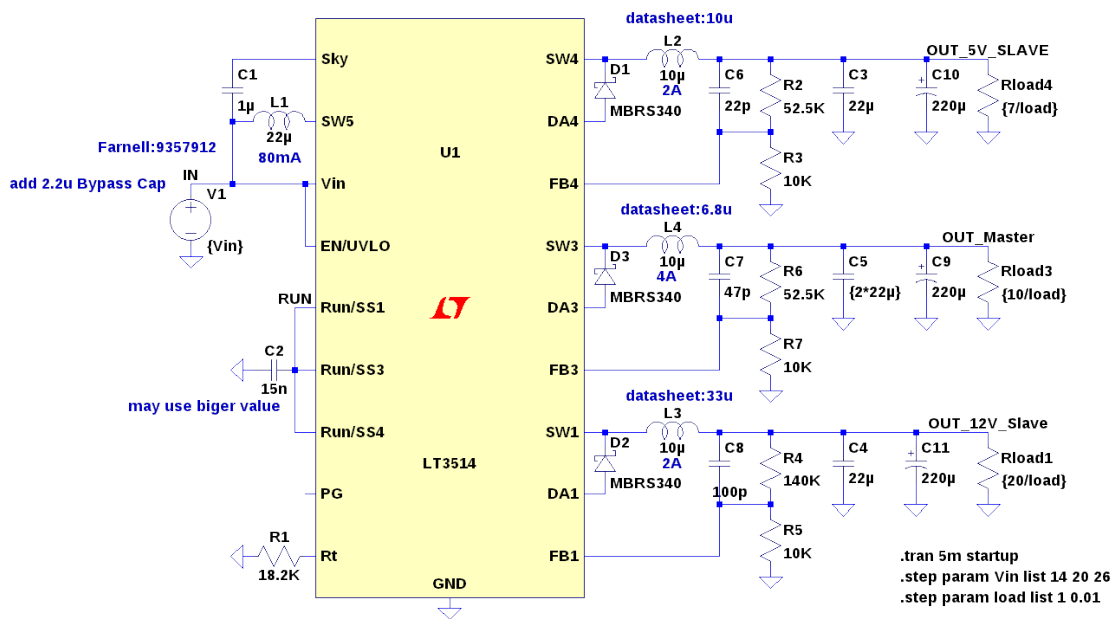 datasheet:10u
Sky
SW4
L2
10µ
2A
OUT_5V_SLAVE
C1
1µ
D1
MBRS340
C6
22p
R2
52.5K
C3
22µ
C10
220µ
Rload4
{7/load}
L1
22µ
80mA
SW5
DA4
Farnell:9357912
U1
R3
10K
add 2.2u Bypass Cap
IN
Vin
FB4
V1
{Vin}
datasheet:6.8u
EN/UVLO
SW3
L4
10µ
4A
OUT_Master
D3
MBRS340
C7
47p
R6
52.5K
C5
{2*22µ}
C9
220µ
Rload3
{10/load}
RUN
Run/SS1
DA3
R7
10K
C2
15n
Run/SS3
FB3
may use biger value
datasheet:33u
Run/SS4
SW1
L3
10µ
2A
OUT_12V_Slave
D2
MBRS340
C8
100p
R4
140K
C4
22µ
C11
220µ
Rload1
{20/load}
LT3514
PG
DA1
R5
10K
R1
18.2K
Rt
FB1
GND
.tran 5m startup
.step param Vin list 14 20 26
.step param load list 1 0.01